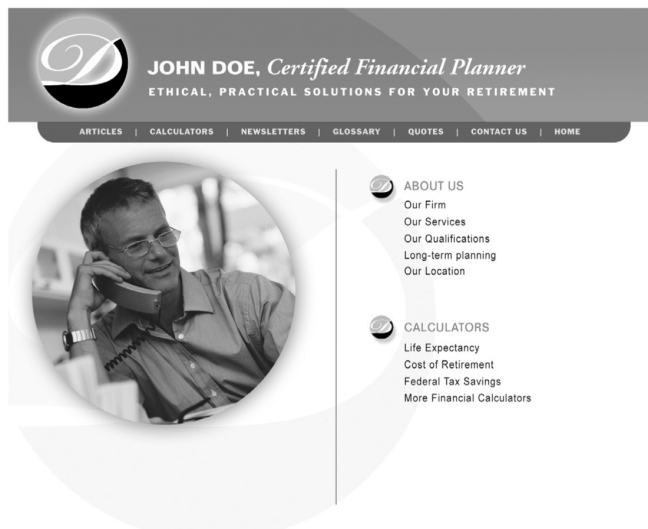 D
JOHN DOE, Certified Financial Planner
ETHICAL, PRACTICAL SOLUTIONS FOR YOUR RETIREMENT
ARTICLES | CALCULATORS | NEWSLETTERS | GLOSSARY | QUOTES | CONTACT US | HOME
D ABOUT US
Our Firm
Our Services
Our Qualifications
Long-term planning
Our Location
D CALCULATORS
Life Expectancy
Cost of Retirement
Federal Tax Savings
More Financial Calculators